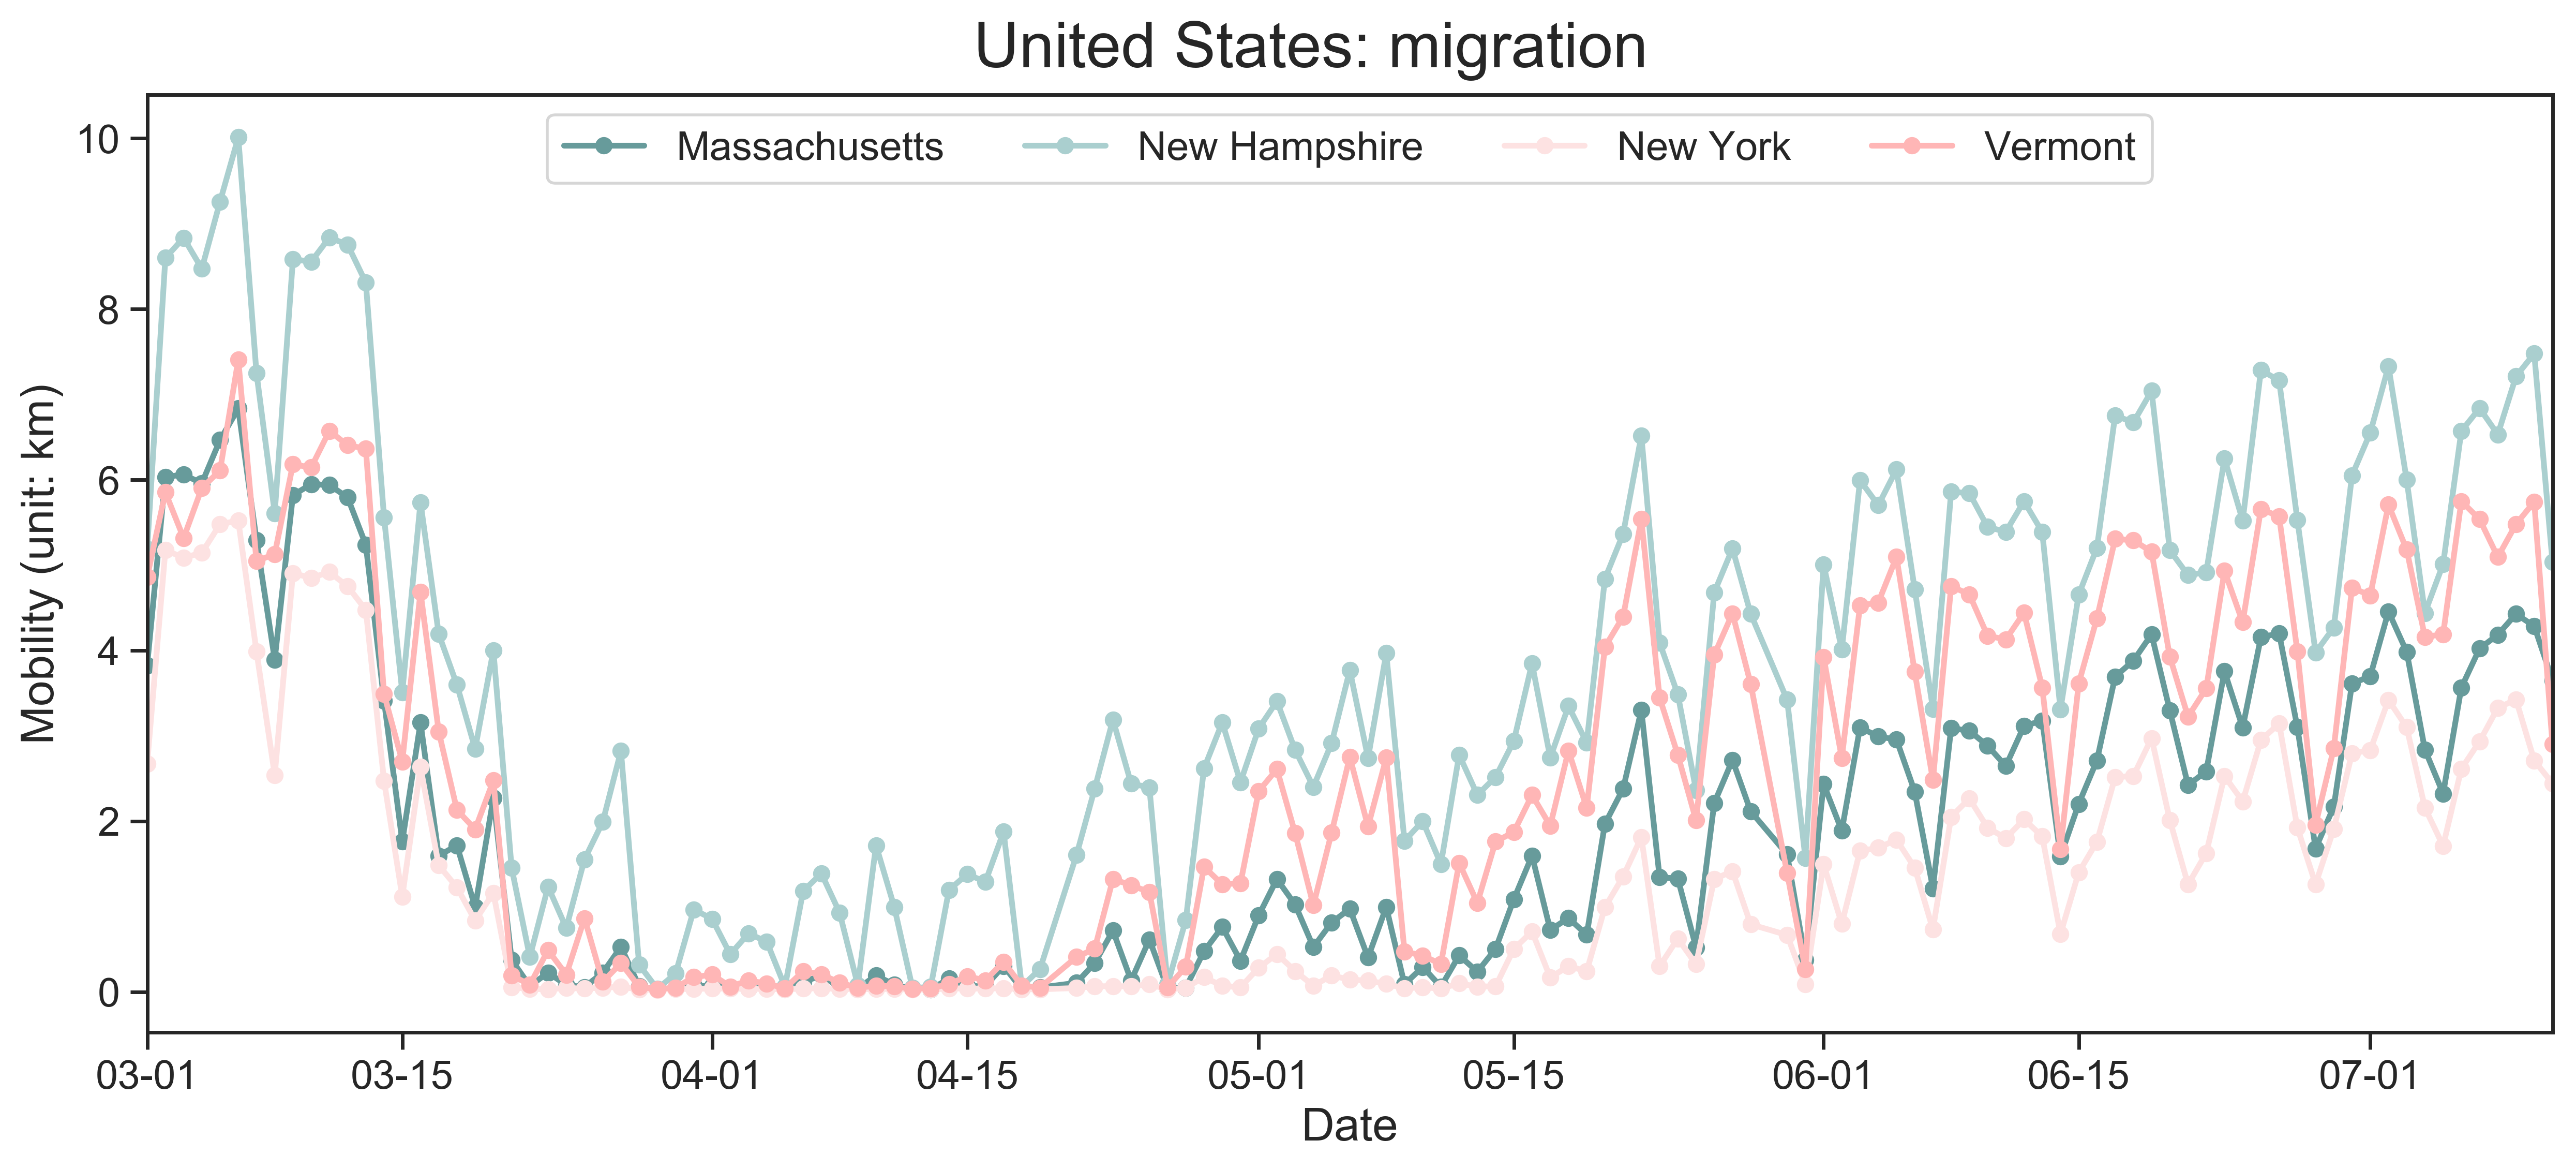 United States: migration
Massachusetts New Hampshire New York Vermont
10
8
6
4
2
0
Mobility (unit: km)
03-01 03-15 04-01 04-15 05-01 05-15 06-01 06-15 07-01
Date